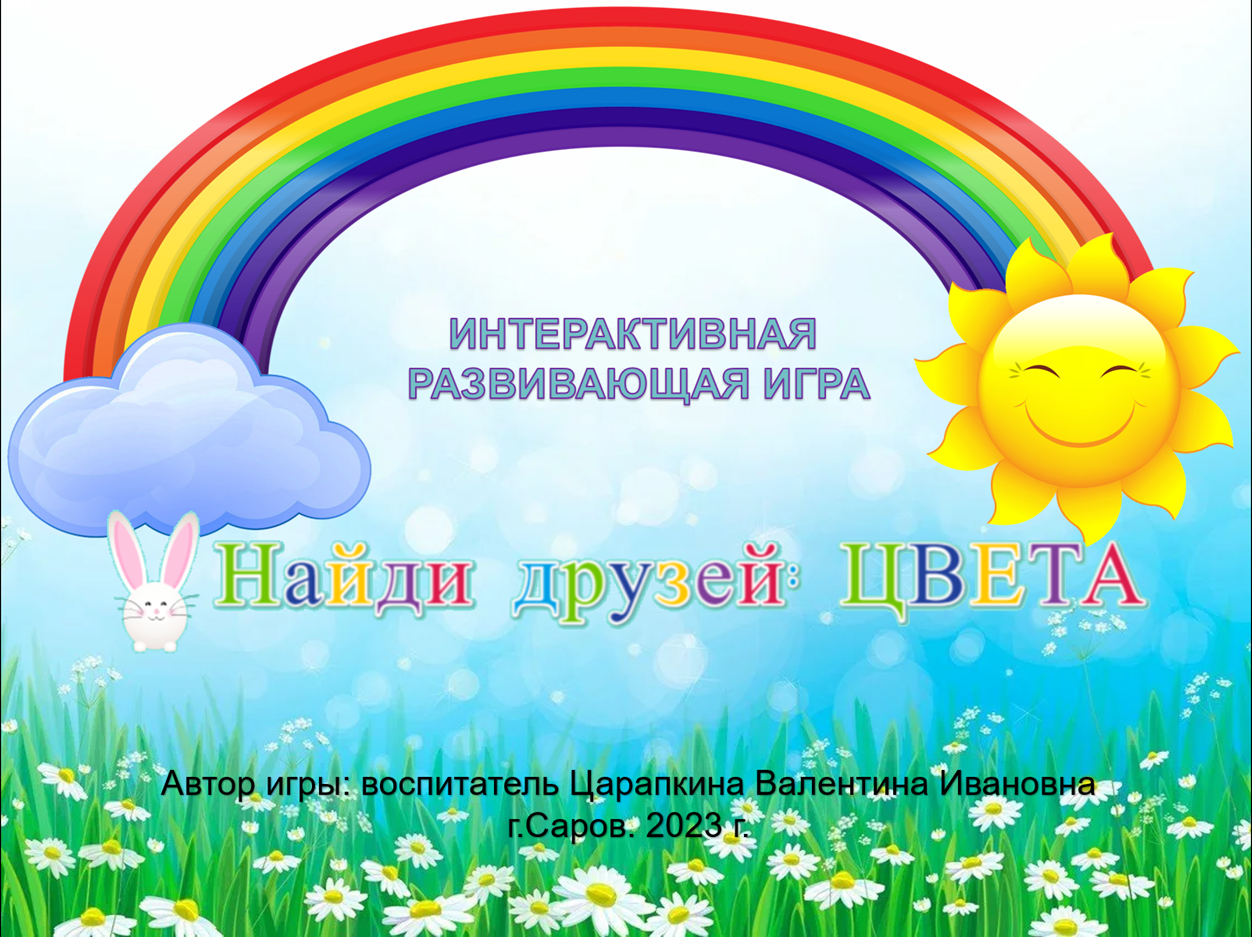 ИНТЕРАКТИВНАЯ
РАЗВИВАЮЩАЯ ИГРА
Найди друзей: ЦВЕТА
Автор игры: воспитатель Царапкина Валентина Ивановна
г.Саров. 2023 г.